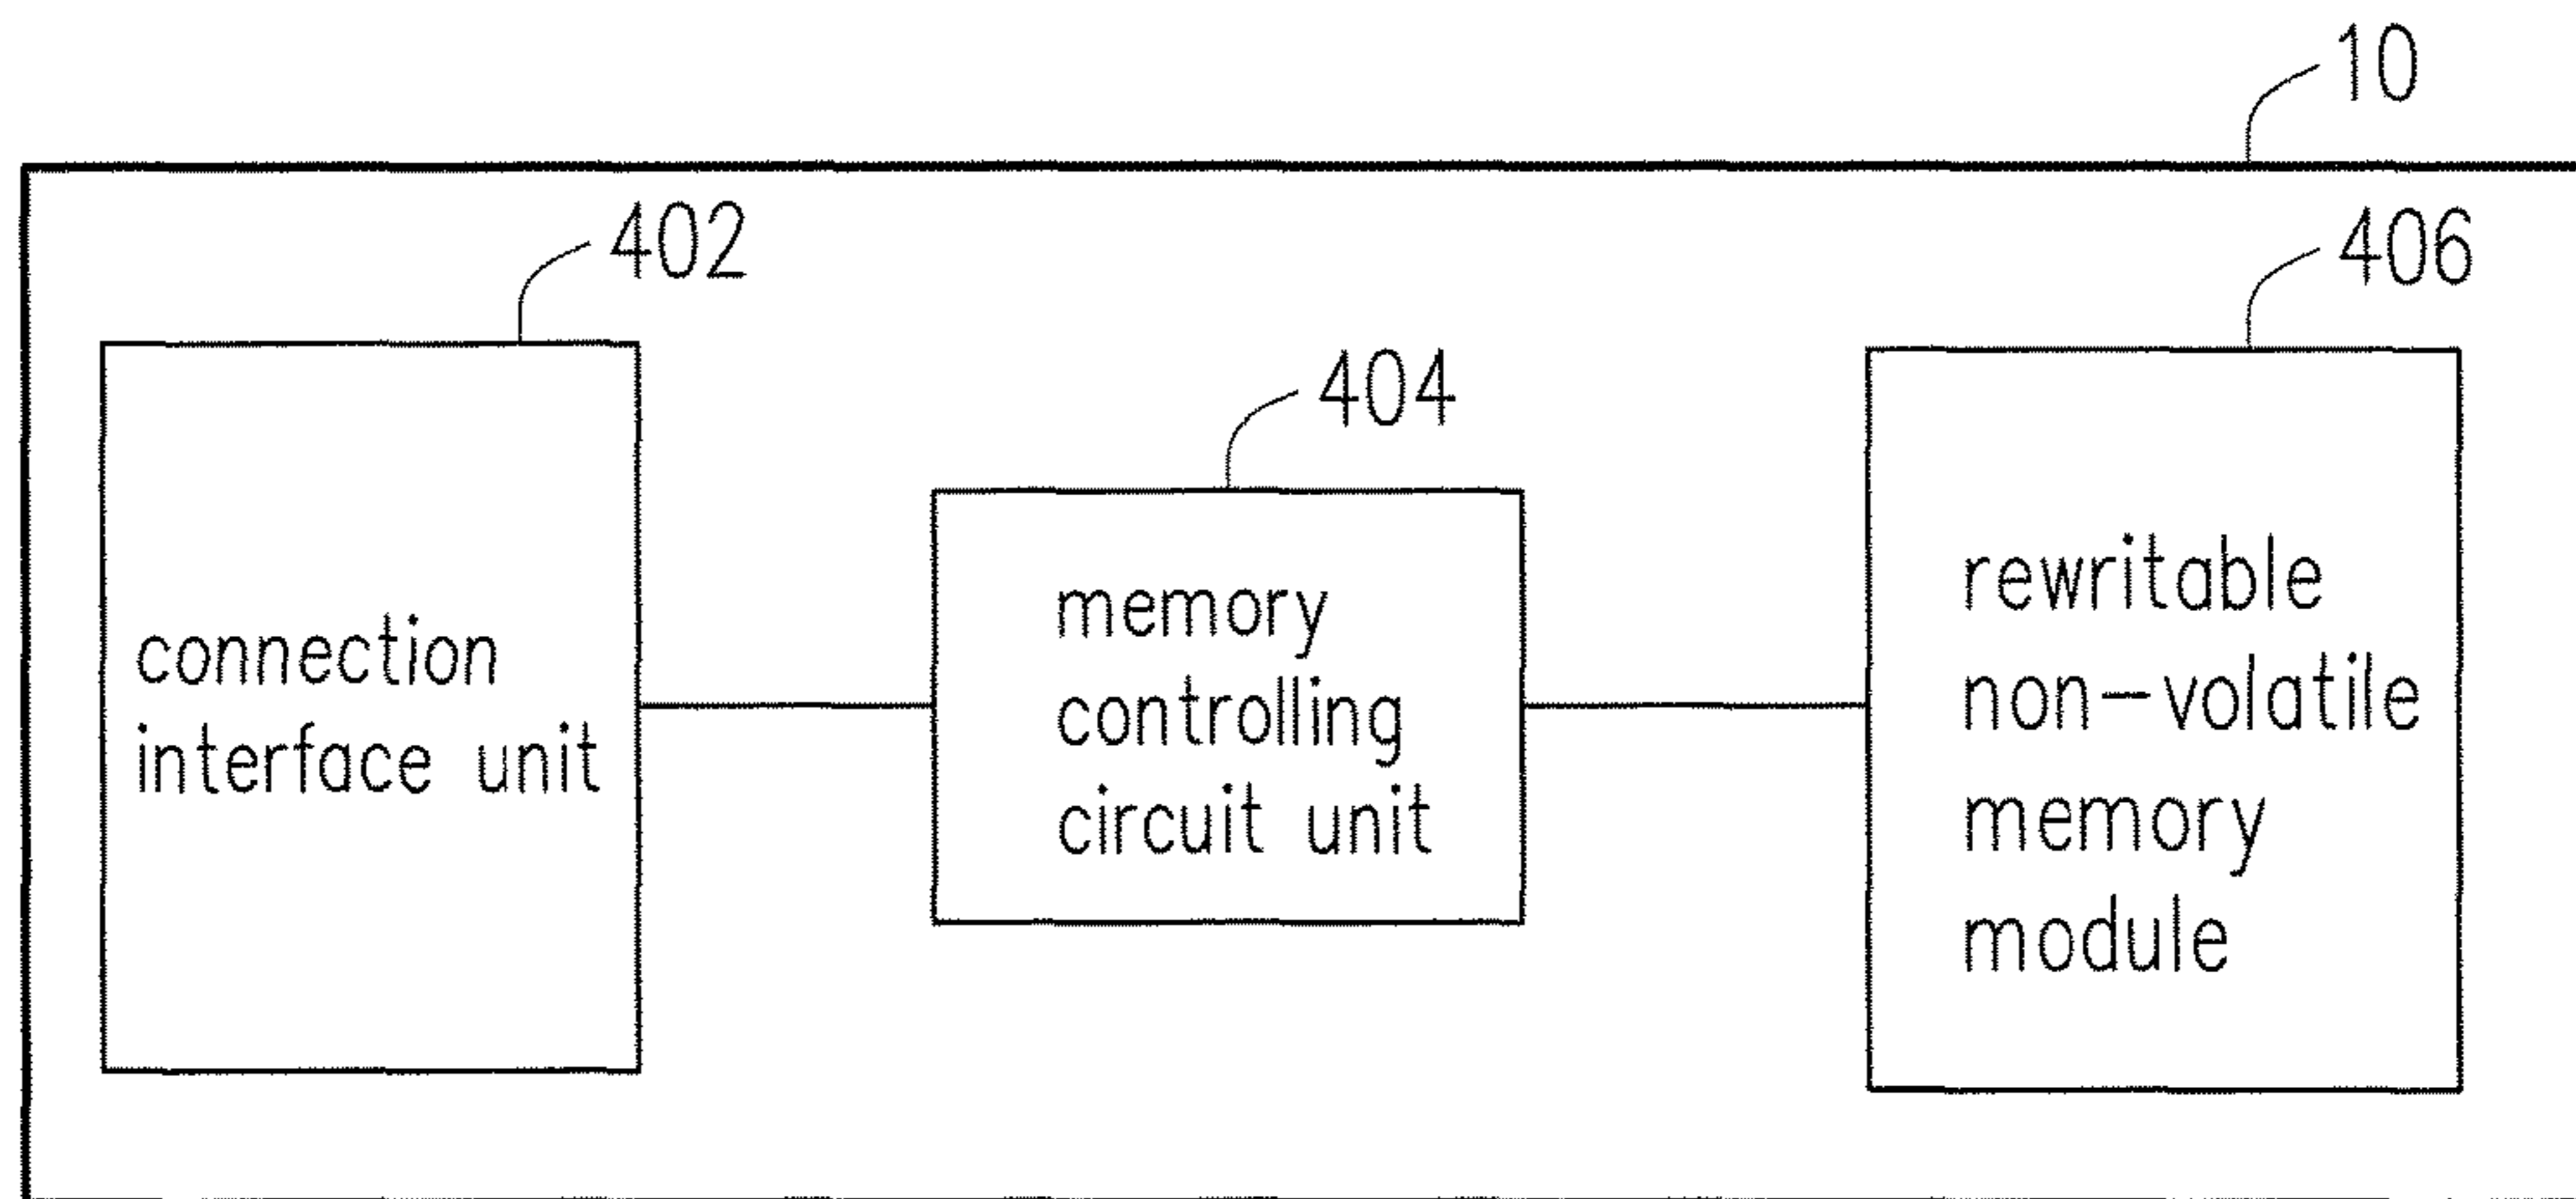 10
402
connection
interface unit
404
memory
controlling
circuit unit
406
rewritable
non-volatile
memory
module